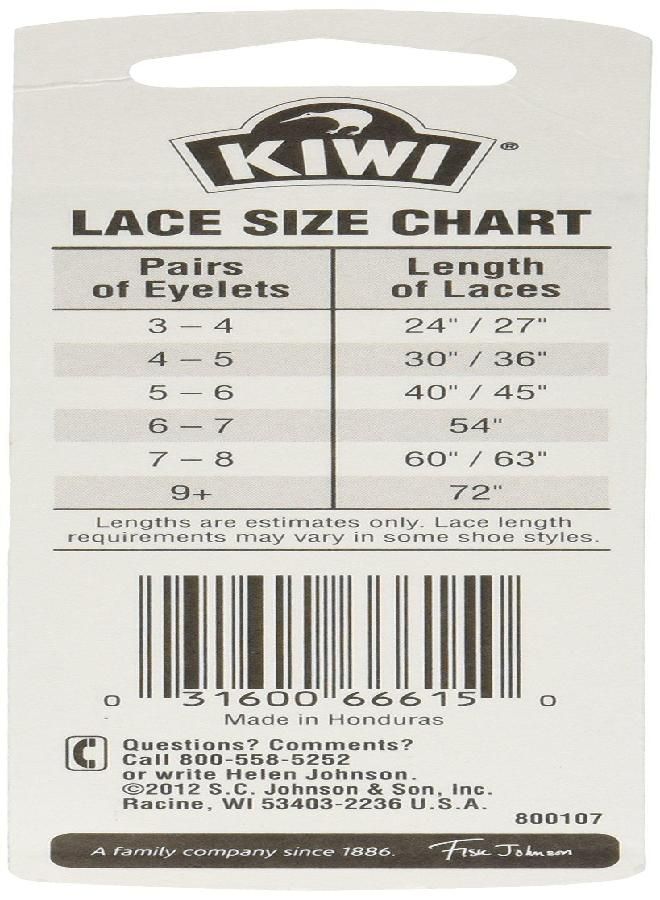 KIWI®
LACE SIZE CHART
Pairs of Eyelets Length of Laces
3 – 4 24" / 27"
4 – 5 30" / 36"
5 – 6 40" / 45"
6 – 7 54"
7 – 8 60" / 63"
9+ 72"
Lengths are estimates only. Lace length
requirements may vary in some shoe styles.
0 31600 66615 0
Made in Honduras
Questions? Comments?
Call 800-558-5252
or write Helen Johnson.
©2012 S.C. Johnson & Son, Inc.
Racine, WI 53403-2236 U.S.A.
800107
A family company since 1886. Fisk Johnson